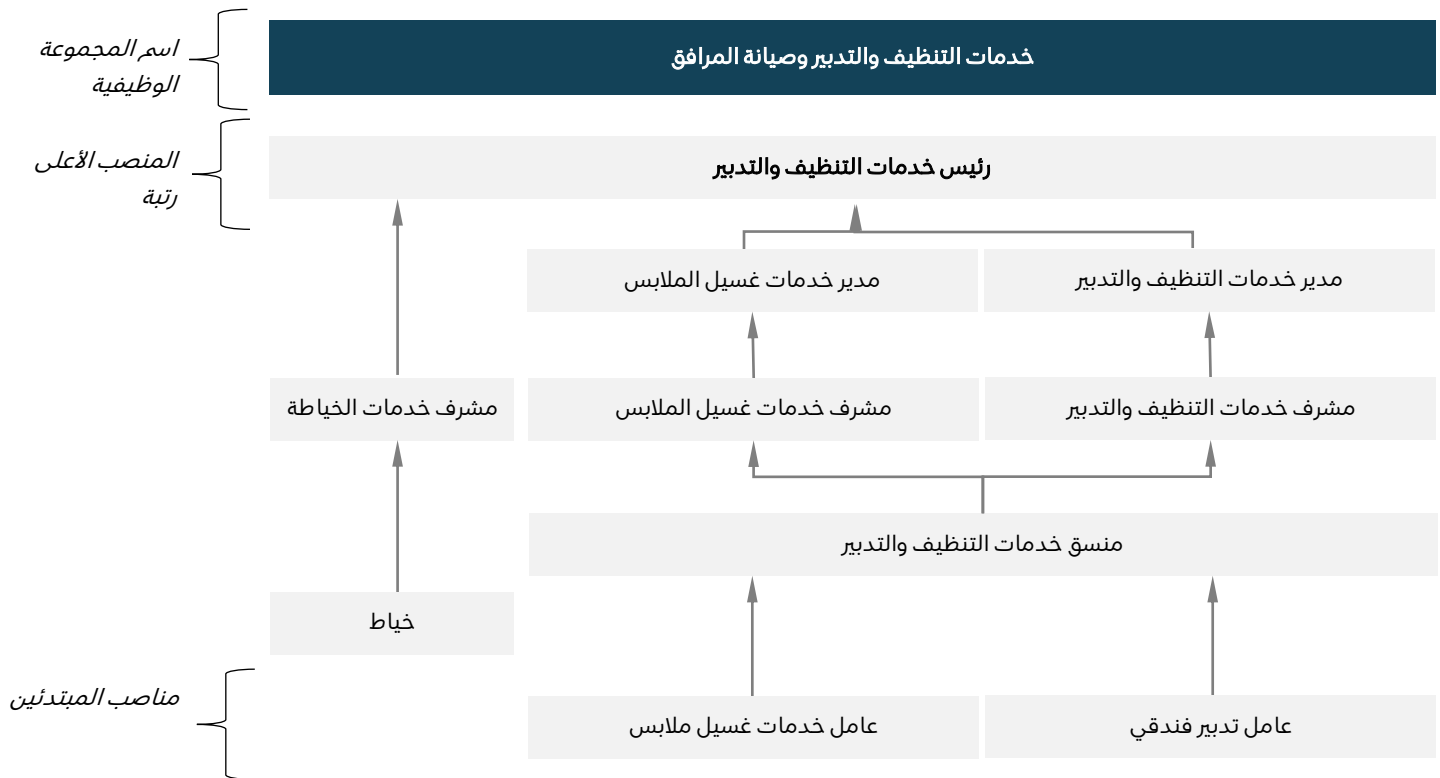 خدمات التنظيف والتدبير وصيانة المرافق
اسم المجموعة
الوظيفية
رئيس خدمات التنظيف والتدبير
المنصب الأعلى
رتبة
مدير خدمات التنظيف والتدبير
مدير خدمات غسيل الملابس
مشرف خدمات التنظيف والتدبير
مشرف خدمات غسيل الملابس
مشرف خدمات الخياطة
منسق خدمات التنظيف والتدبير
خياط
مناصب المبتدئين
عامل تدبير فندقي
عامل خدمات غسيل ملابس